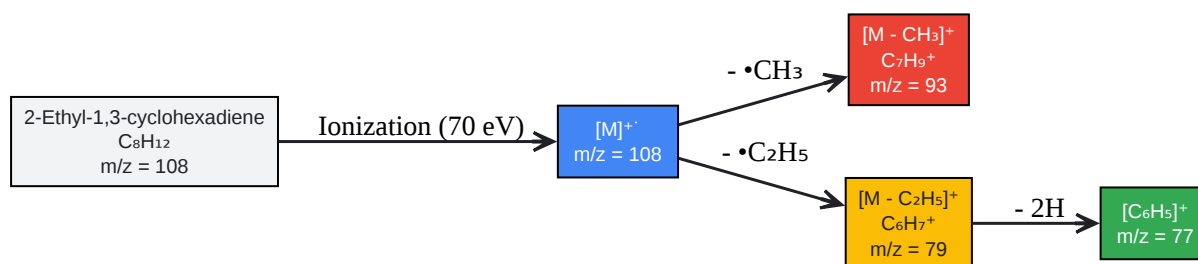 2-Ethyl-1,3-cyclohexadiene
C₈H₁₂
m/z = 108
Ionization (70 eV)
[M]⁺˙
m/z = 108
- •CH₃
[M - CH₃]⁺
C₇H₉⁺
m/z = 93
- •C₂H₅
[M - C₂H₅]⁺
C₆H₇⁺
m/z = 79
- 2H
[C₆H₅]⁺
m/z = 77